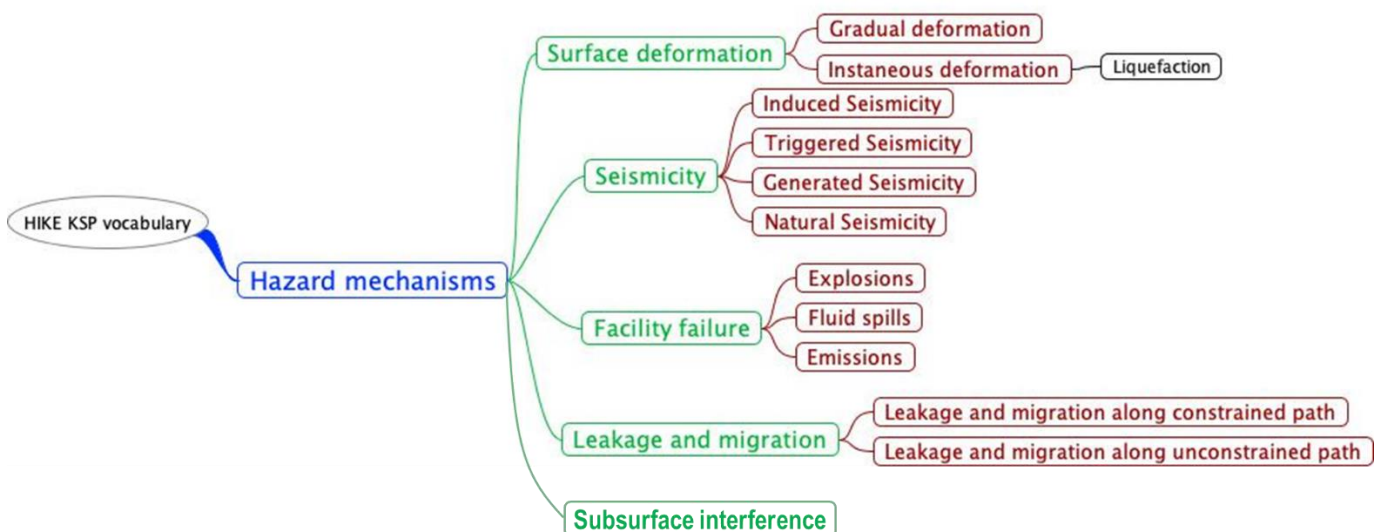 HIKE KSP vocabulary
Hazard mechanisms
Surface deformation
Gradual deformation
Instaneous deformation
Liquefaction
Seismicity
Induced Seismicity
Triggered Seismicity
Generated Seismicity
Natural Seismicity
Facility failure
Explosions
Fluid spills
Emissions
Leakage and migration
Leakage and migration along constrained path
Leakage and migration along unconstrained path
Subsurface interference